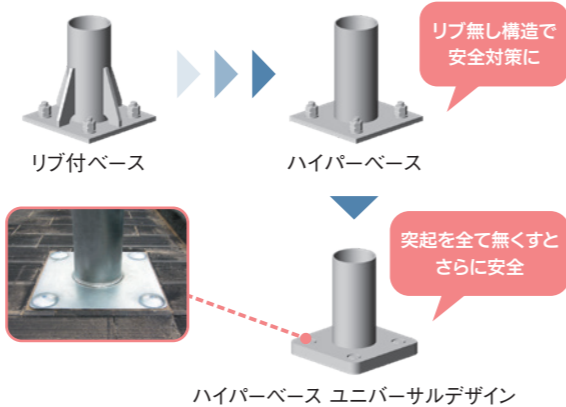 リブ無し構造で
安全対策に
リブ付ベース
ハイパーベース
突起を全て無くすと
さらに安全
ハイパーベース ユニバーサルデザイン